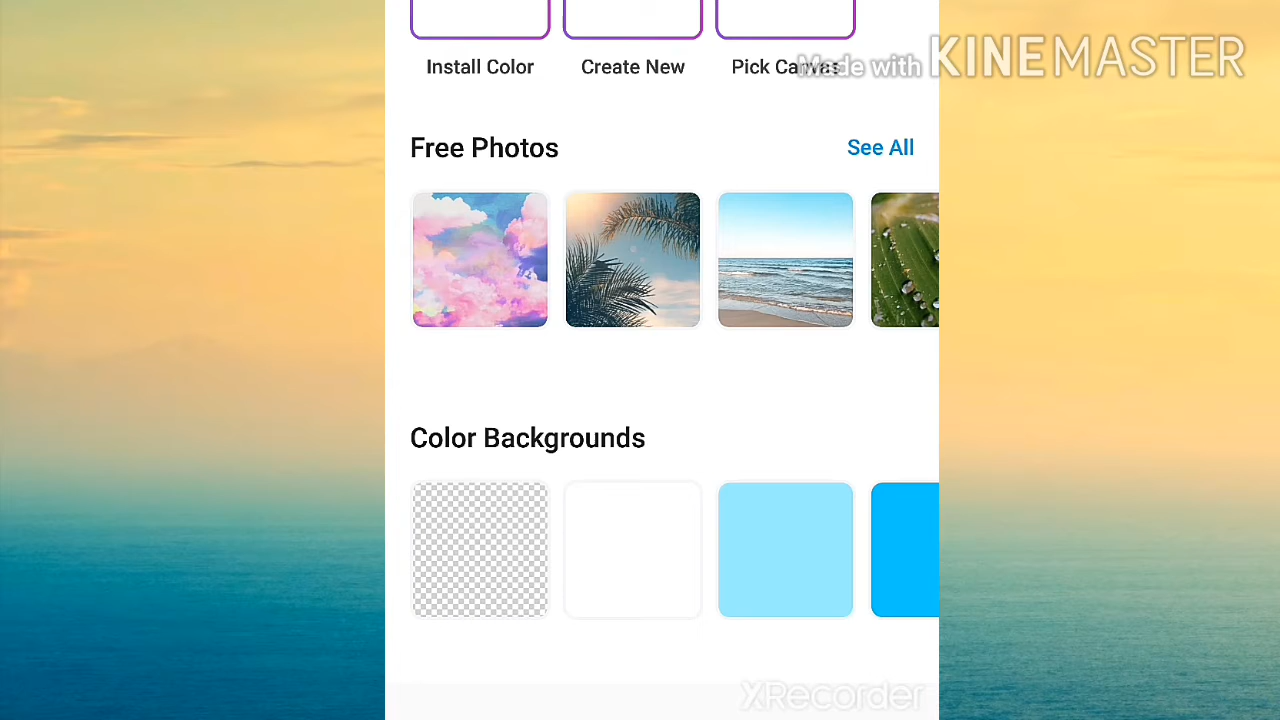 Install Color
Create New
Pick Canvas
Made with KINEMASTER
Free Photos
See All
Color Backgrounds
XRecorder